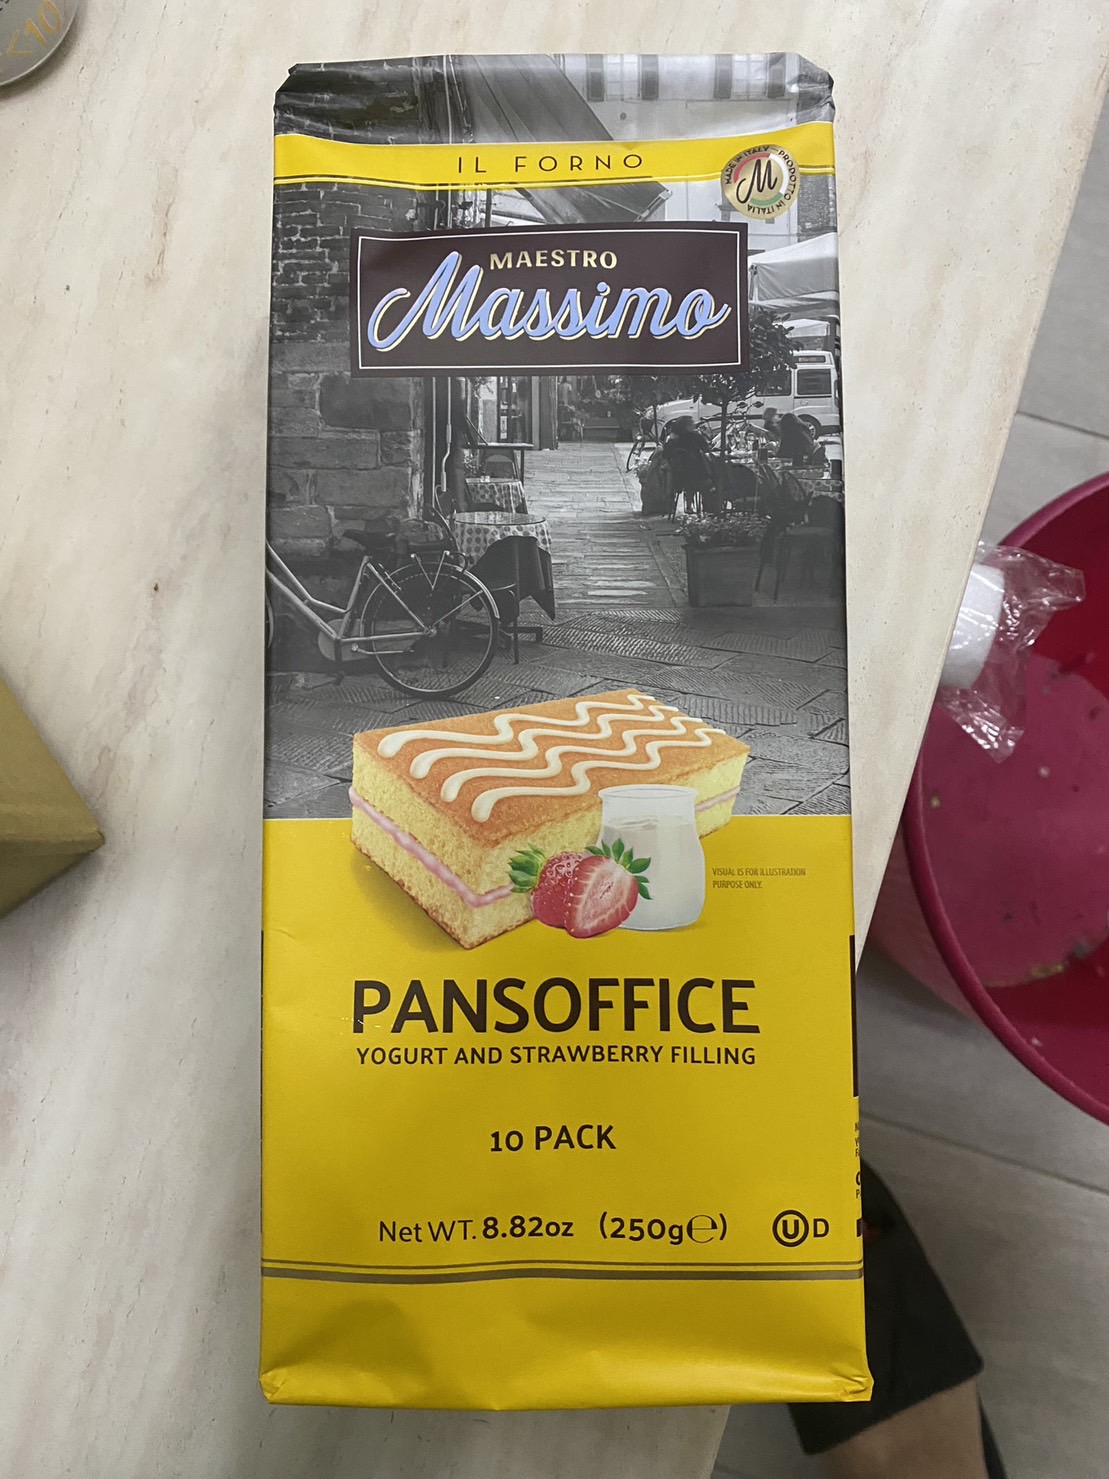 <10
IL FORNO
MADE IN ITALY - PRODOTTO IN ITALIA
M
MAESTRO
Massimo
VISUAL IS FOR ILLUSTRATION
PURPOSE ONLY.
PANSOFFICE
YOGURT AND STRAWBERRY FILLING
10 PACK
Net WT. 8.82oz (250g℮)
U D